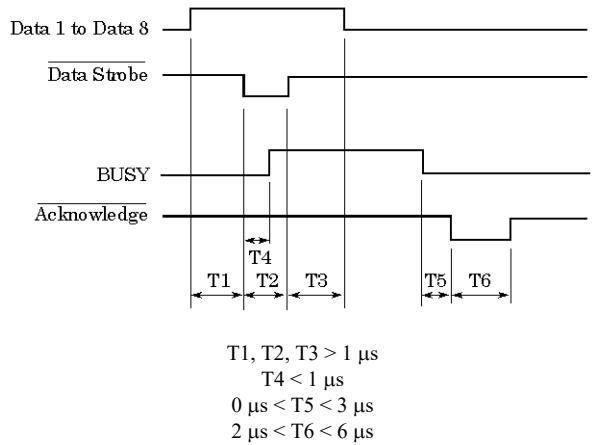 Data 1 to Data 8
Data Strobe
BUSY
Acknowledge
T4
T1 T2 T3 T5 T6
T1, T2, T3 > 1 μs
T4 < 1 μs
0 μs < T5 < 3 μs
2 μs < T6 < 6 μs